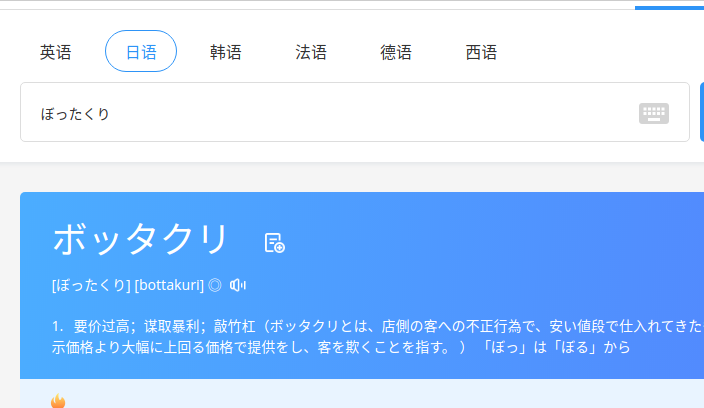 英语 日语 韩语 法语 德语 西语
ぼったくり
ボッタクリ
[ぼったくり] [bottakuri] ◎
1. 要价过高；谋取暴利；敲竹杠（ボッタクリとは、店側の客への不正行為で、安い値段で仕入れてきた
示価格より大幅に上回る価格で提供をし、客を欺くことを指す。 ） 「ぼっ」は「ぼる」から